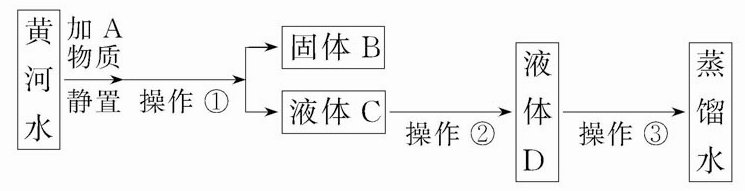 黄河水
加 A
物质
静置 操作 ①
固体 B
液体 C
操作 ②
液体 D
操作 ③
蒸馏水